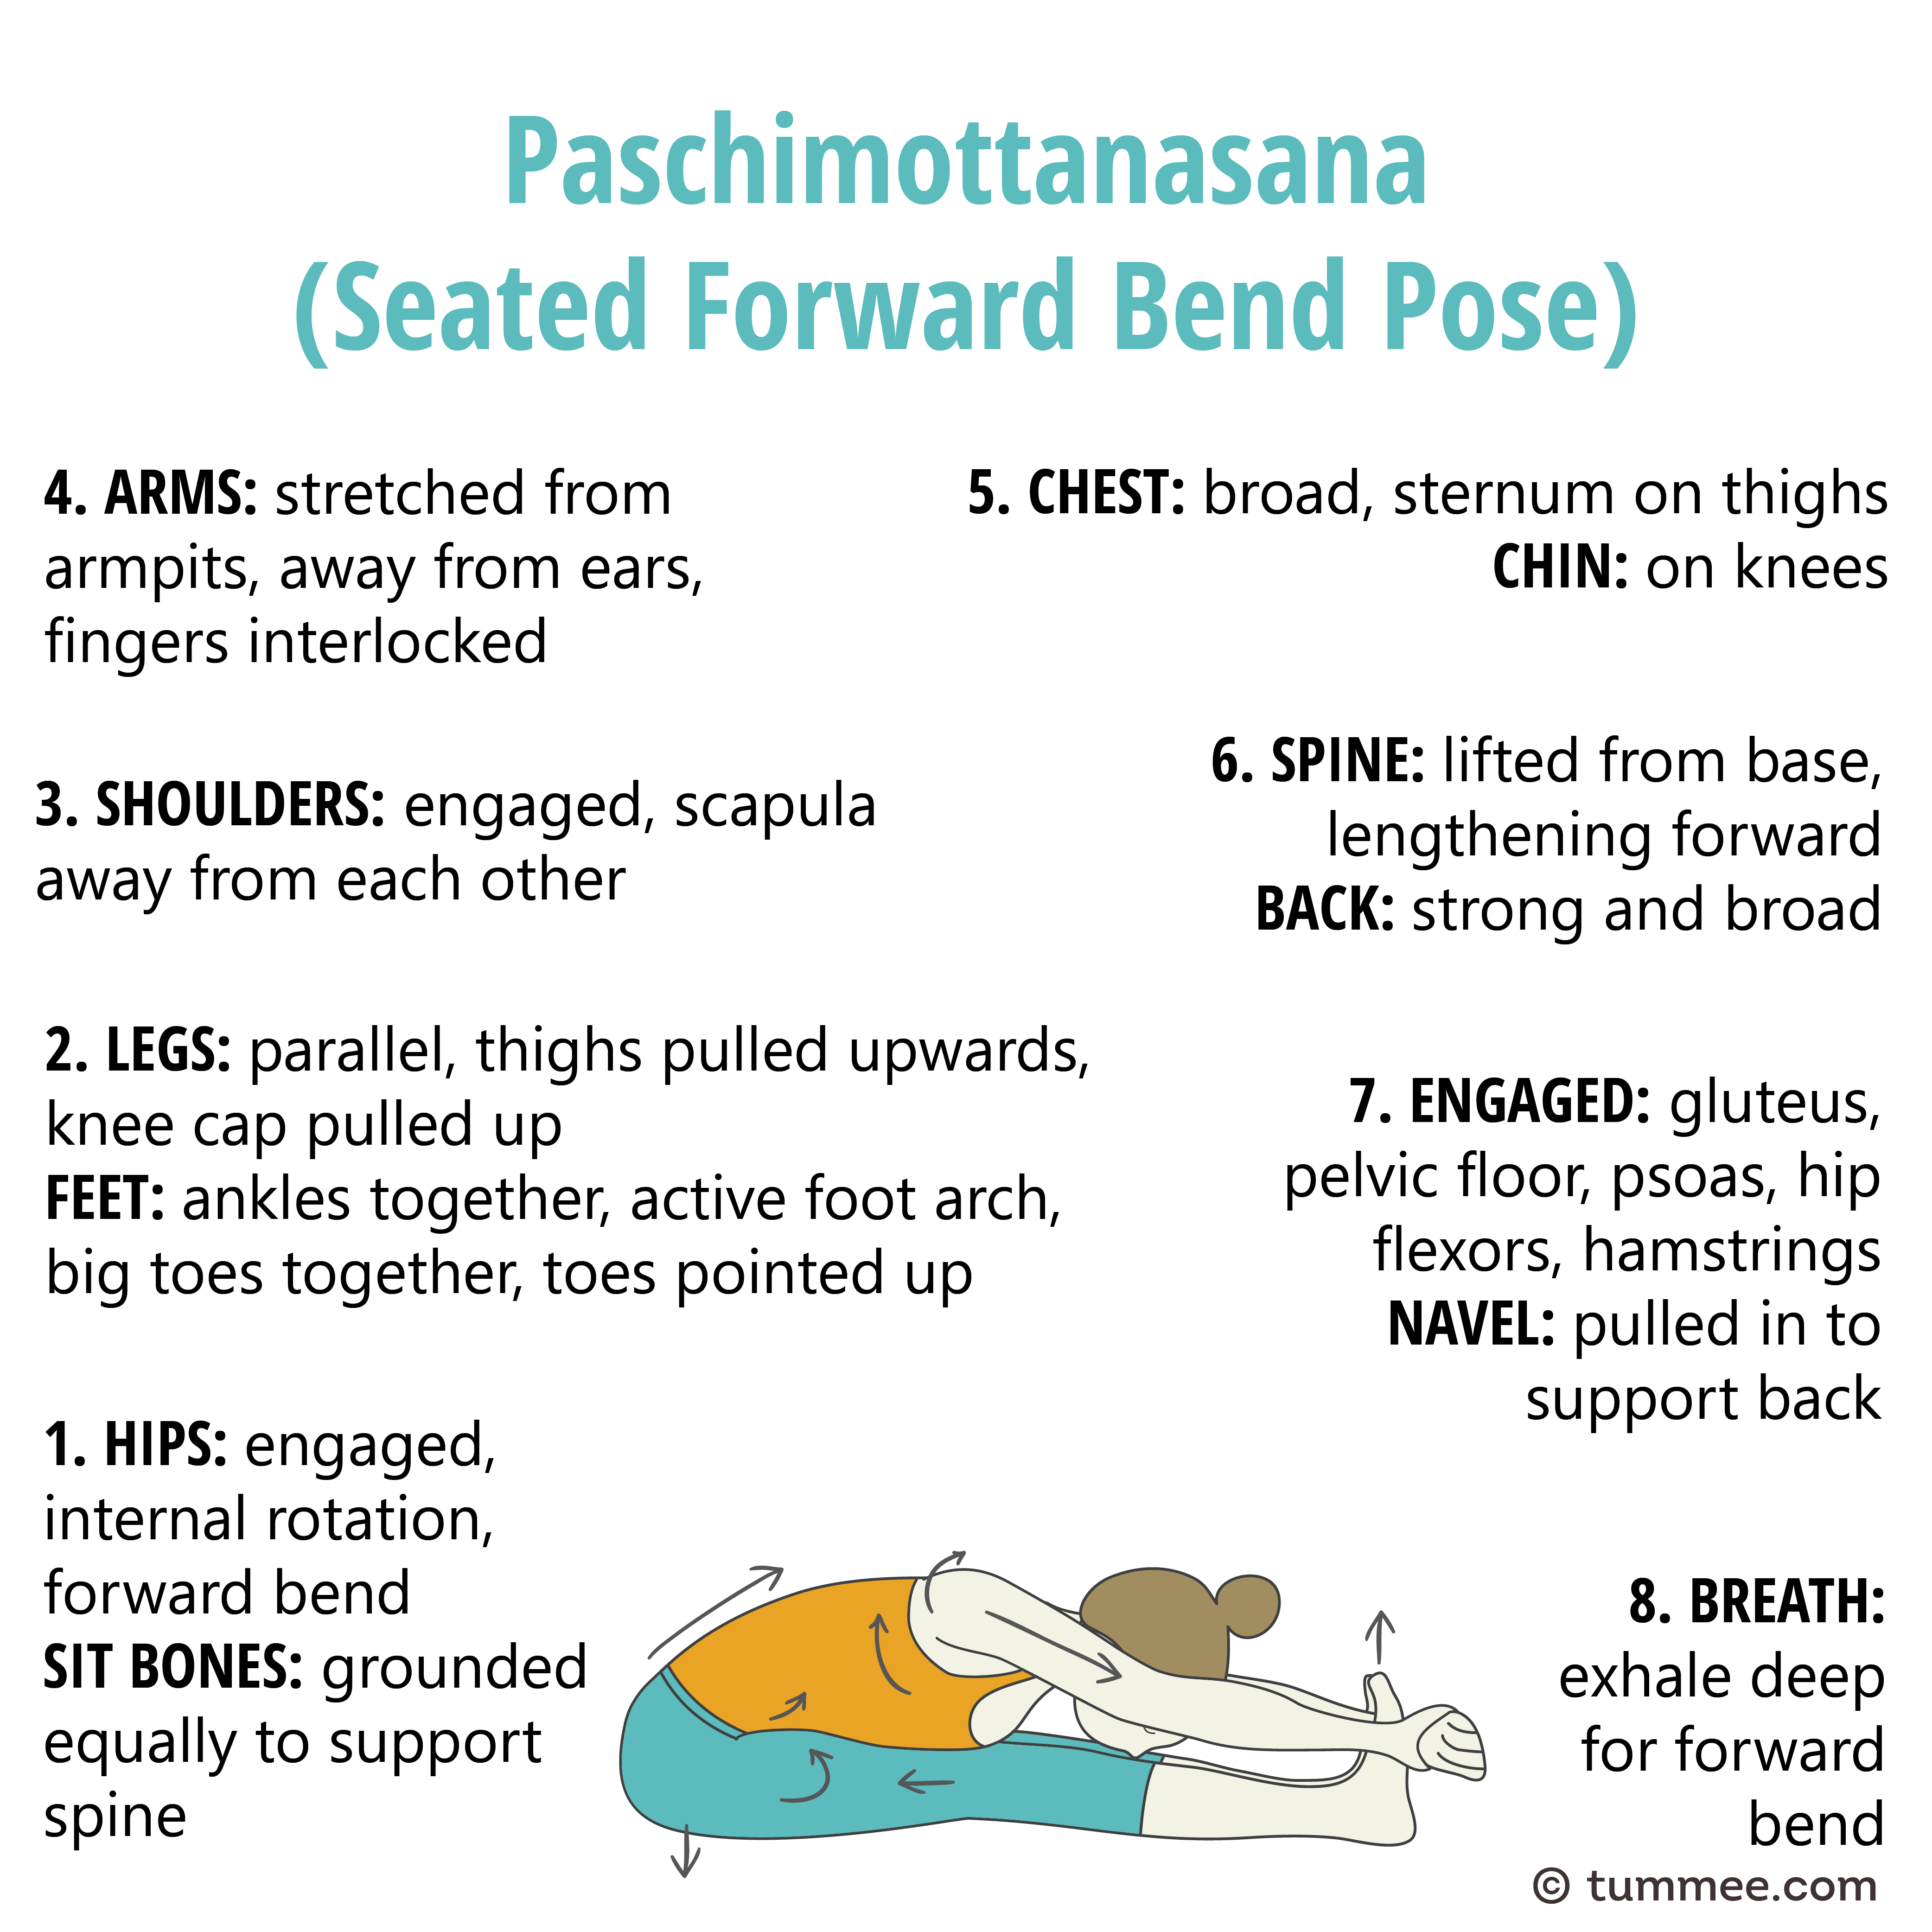 Paschimottanasana
(Seated Forward Bend Pose)
4. ARMS: stretched from
armpits, away from ears,
fingers interlocked
3. SHOULDERS: engaged, scapula
away from each other
2. LEGS: parallel, thighs pulled upwards,
knee cap pulled up
FEET: ankles together, active foot arch,
big toes together, toes pointed up
1. HIPS: engaged,
internal rotation,
forward bend
SIT BONES: grounded
equally to support
spine
5. CHEST: broad, sternum on thighs
CHIN: on knees
6. SPINE: lifted from base,
lengthening forward
BACK: strong and broad
7. ENGAGED: gluteus,
pelvic floor, psoas, hip
flexors, hamstrings
NAVEL: pulled in to
support back
8. BREATH:
exhale deep
for forward
bend
© tummee.com